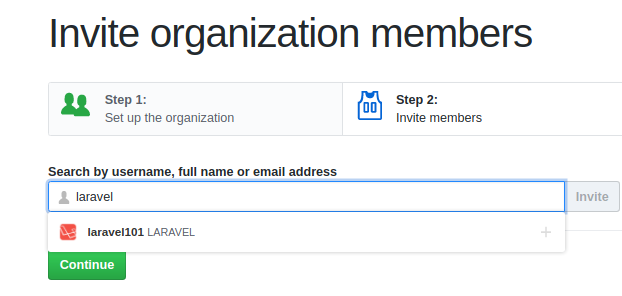 Invite organization members
Step 1:
Set up the organization
Step 2:
Invite members
Search by username, full name or email address
laravel
Invite
laravel101 LARAVEL
Continue